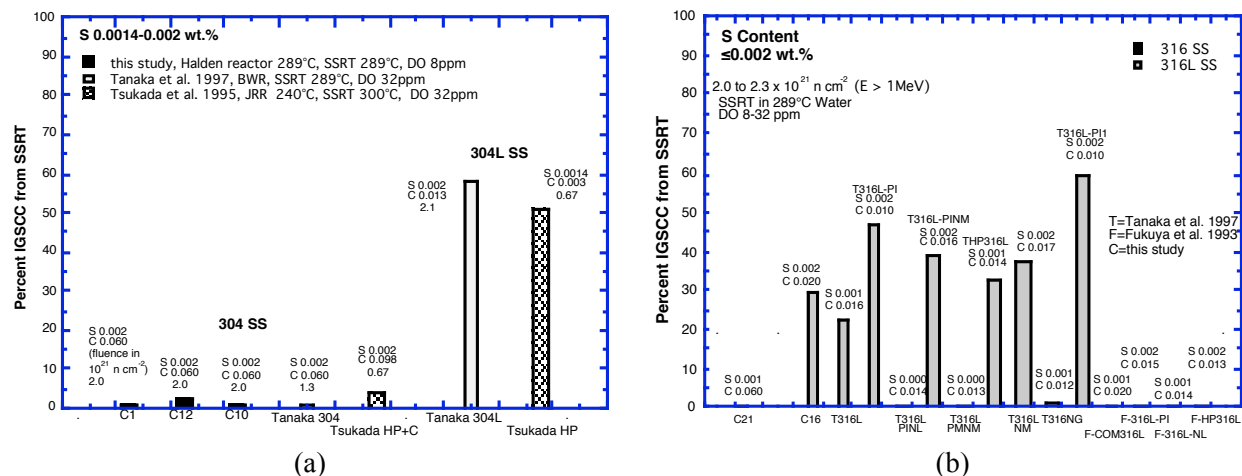 100
90
80
70
60
50
40
30
20
10
0
Percent IGSCC from SSRT
S 0.0014-0.002 wt.%
this study, Halden reactor 289°C, SSRT 289°C, DO 8ppm
Tanaka et al. 1997, BWR, SSRT 289°C, DO 32ppm
Tsukada et al. 1995, JRR 240°C, SSRT 300°C, DO 32ppm
304L SS
S 0.002
C 0.013
2.1
S 0.0014
C 0.003
0.67
304 SS
S 0.002
C 0.060
(fluence in
10²¹ n cm⁻²)
2.0
S 0.002
C 0.060
2.0
S 0.002
C 0.060
2.0
S 0.002
C 0.060
1.3
S 0.002
C 0.098
0.67
C1
C12
C10
Tanaka 304
Tsukada HP+C
Tanaka 304L
Tsukada HP
(a)
100
90
80
70
60
50
40
30
20
10
0
Percent IGSCC from SSRT
S Content
≤0.002 wt.%
316 SS
316L SS
2.0 to 2.3 x 10²¹ n cm⁻² (E > 1MeV)
SSRT in 289°C Water
DO 8-32 ppm
T=Tanaka et al. 1997
F=Fukuya et al. 1993
C=this study
S 0.001
C 0.060
S 0.002
C 0.020
S 0.001
C 0.016
T316L-PI
S 0.002
C 0.010
S 0.000
C 0.014
T316L-PINM
S 0.002
C 0.016
S 0.000
C 0.013
THP316L
S 0.001
C 0.014
S 0.002
C 0.017
S 0.001
C 0.012
T316L-PI1
S 0.002
C 0.010
S 0.001
C 0.020
S 0.002
C 0.015
S 0.001
C 0.014
S 0.002
C 0.013
C21
C16
T316L
T316L
PINL
T316L
PMNM
T316L
NM
T316NG
F-COM316L
F-316L-PI
F-316L-NL
F-HP316L
(b)